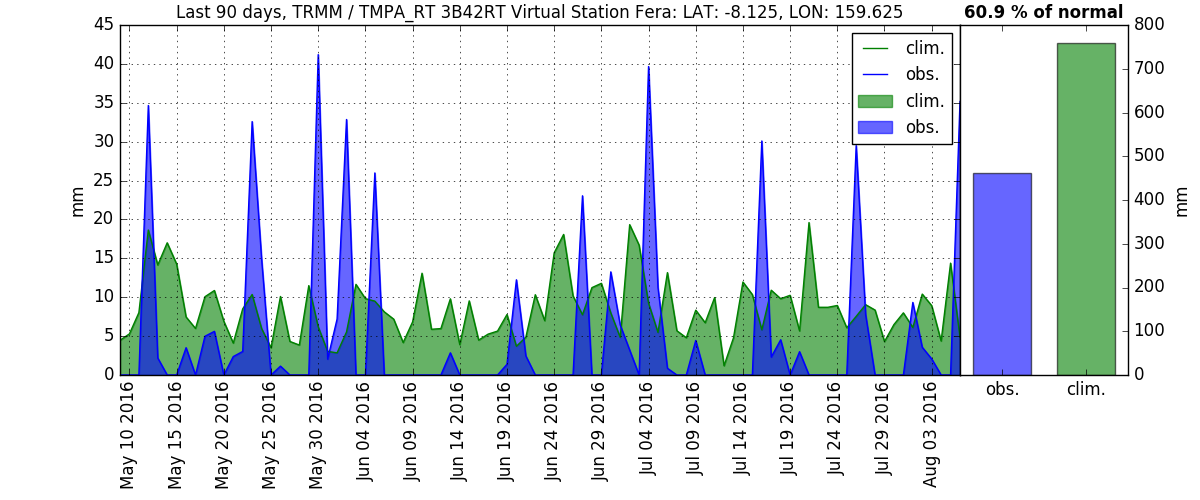 Last 90 days, TRMM / TMPA_RT 3B42RT Virtual Station Fera: LAT: -8.125, LON: 159.625
60.9 % of normal
45
40
35
30
25
20
15
10
5
0
mm
clim.
obs.
clim.
obs.
May 10 2016
May 15 2016
May 20 2016
May 25 2016
May 30 2016
Jun 04 2016
Jun 09 2016
Jun 14 2016
Jun 19 2016
Jun 24 2016
Jun 29 2016
Jul 04 2016
Jul 09 2016
Jul 14 2016
Jul 19 2016
Jul 24 2016
Jul 29 2016
Aug 03 2016
800
700
600
500
400
300
200
100
0
mm
obs.
clim.